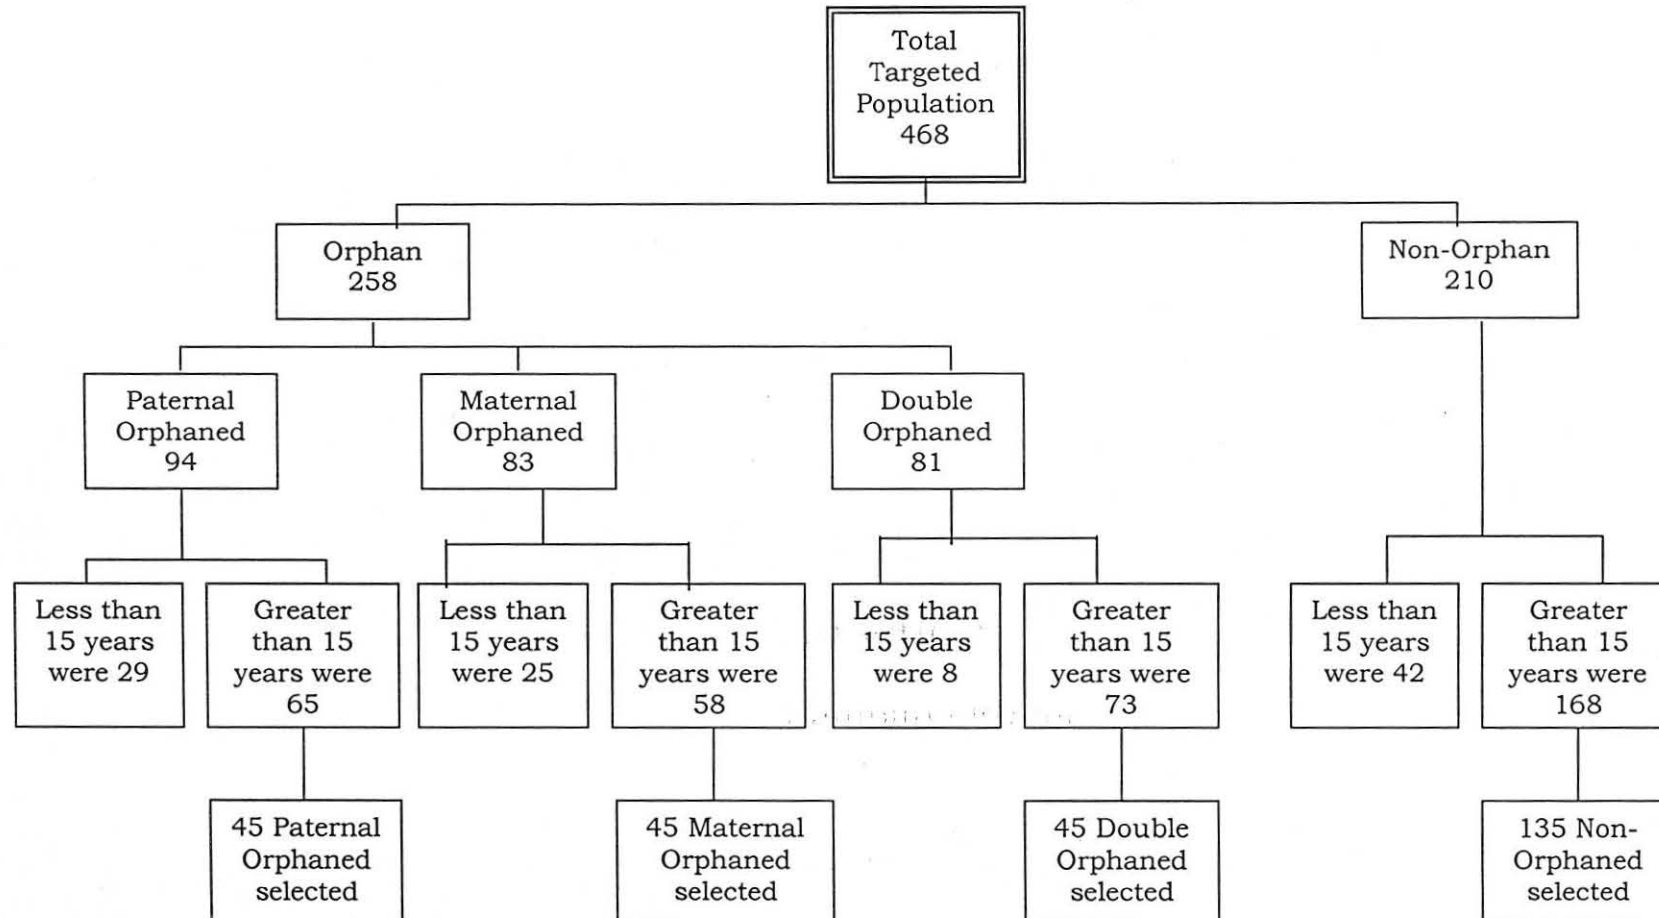 Total
Targeted
Population
468
Orphan
258
Non-Orphan
210
Paternal
Orphaned
94
Maternal
Orphaned
83
Double
Orphaned
81
Less than
15 years
were 29
Greater
than 15
years were
65
Less than
15 years
were 25
Greater
than 15
years were
58
Less than
15 years
were 8
Greater
than 15
years were
73
Less than
15 years
were 42
Greater
than 15
years were
168
45 Paternal
Orphaned
selected
45 Maternal
Orphaned
selected
45 Double
Orphaned
selected
135 Non-
Orphaned
selected